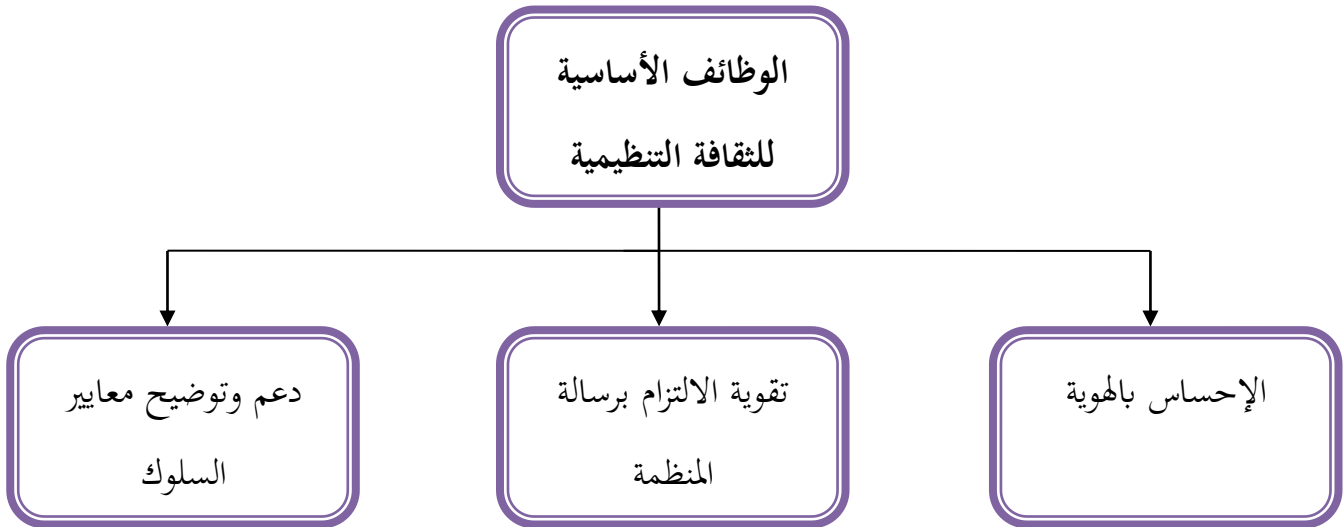 الوظائف الأساسية
للثقافة التنظيمية
الإحساس بالهوية
تقوية الالتزام برسالة
المنظمة
دعم وتوضيح معايير
السلوك